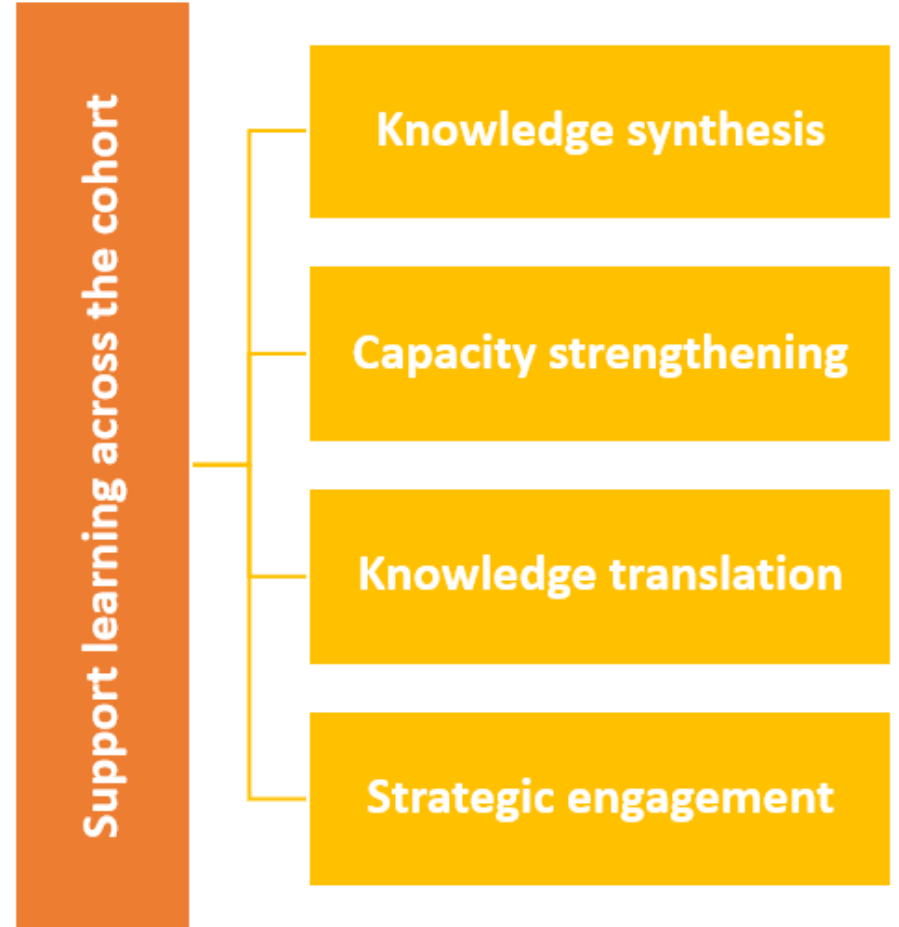 Support learning across the cohort
Knowledge synthesis
Capacity strengthening
Knowledge translation
Strategic engagement